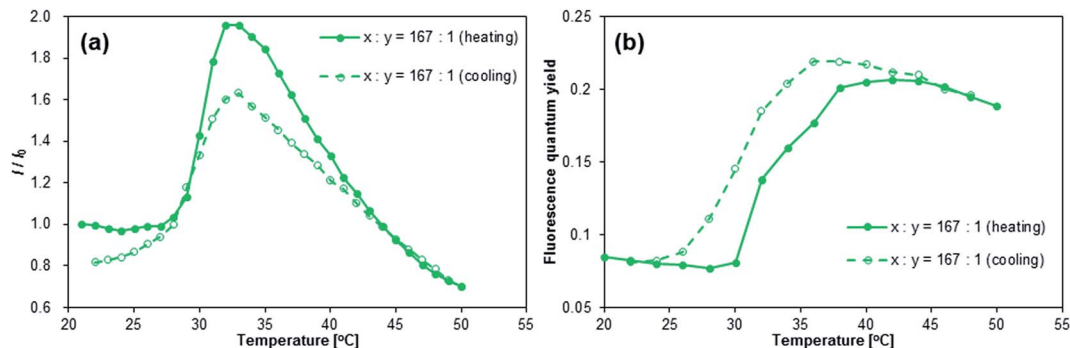 (a)
x : y = 167 : 1 (heating)
x : y = 167 : 1 (cooling)
I / I0
2.0
1.8
1.6
1.4
1.2
1.0
0.8
0.6
20
25
30
35
40
45
50
55
Temperature [ºC]
(b)
x : y = 167 : 1 (heating)
x : y = 167 : 1 (cooling)
Fluorescence quantum yield
0.25
0.2
0.15
0.1
0.05
20
25
30
35
40
45
50
55
Temperature [ºC]